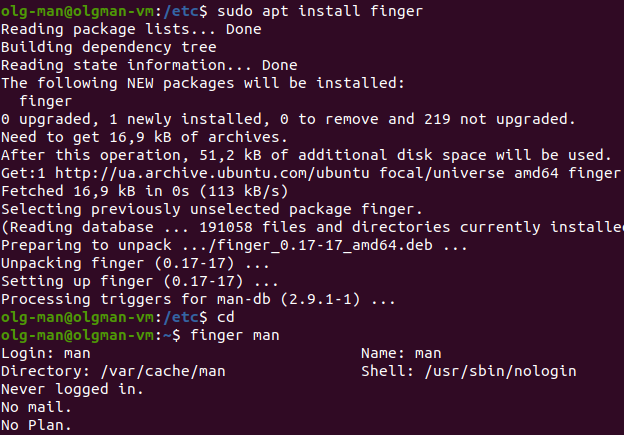 olg-man@olgman-vm:/etc$ sudo apt install finger
Reading package lists... Done
Building dependency tree
Reading state information... Done
The following NEW packages will be installed:
  finger
0 upgraded, 1 newly installed, 0 to remove and 219 not upgraded.
Need to get 16,9 kB of archives.
After this operation, 51,2 kB of additional disk space will be used.
Get:1 http://ua.archive.ubuntu.com/ubuntu focal/universe amd64 finger
Fetched 16,9 kB in 0s (113 kB/s)
Selecting previously unselected package finger.
(Reading database ... 191058 files and directories currently installe
Preparing to unpack .../finger_0.17-17_amd64.deb ...
Unpacking finger (0.17-17) ...
Setting up finger (0.17-17) ...
Processing triggers for man-db (2.9.1-1) ...
olg-man@olgman-vm:/etc$ cd
olg-man@olgman-vm:~$ finger man
Login: man                              Name: man
Directory: /var/cache/man               Shell: /usr/sbin/nologin
Never logged in.
No mail.
No Plan.